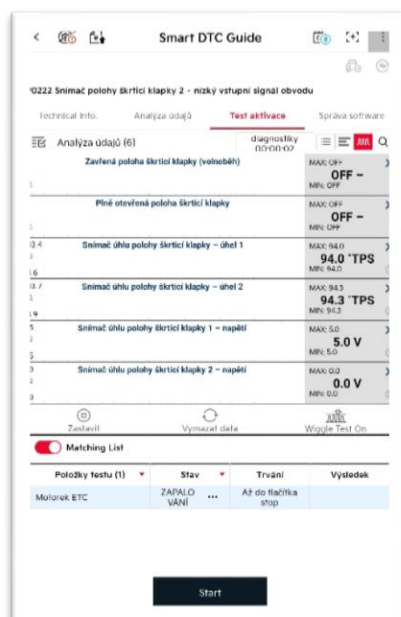 Smart DTC Guide
P0222 Snímač polohy škrticí klapky 2 - nízký vstupní signál obvodu
Technical Info. Analýza údajů Test aktivace Správa software
Analýza údajů (6) diagnostiky
00:00:02
Zavřená poloha škrticí klapky (volnoběh) MAX: OFF
OFF -
MIN: OFF
Plně otevřená poloha škrticí klapky MAX: OFF
OFF -
MIN: OFF
Snímač úhlu polohy škrticí klapky - úhel 1 MAX: 94.0
94.0 °TPS
MIN: 94.0
Snímač úhlu polohy škrticí klapky - úhel 2 MAX: 94.3
94.3 °TPS
MIN: 94.3
Snímač úhlu polohy škrticí klapky 1 - napětí MAX: 5.0
5.0 V
MIN: 5.0
Snímač úhlu polohy škrticí klapky 2 - napětí MAX: 0.0
0.0 V
MIN: 0.0
Zastavit Vymazat data Wiggle Test On
Matching List
Položky testu (1) Stav Trvání Výsledek
Motorek ETC ZAPALO
VÁNÍ ... Až do tlačítka
stop
Start